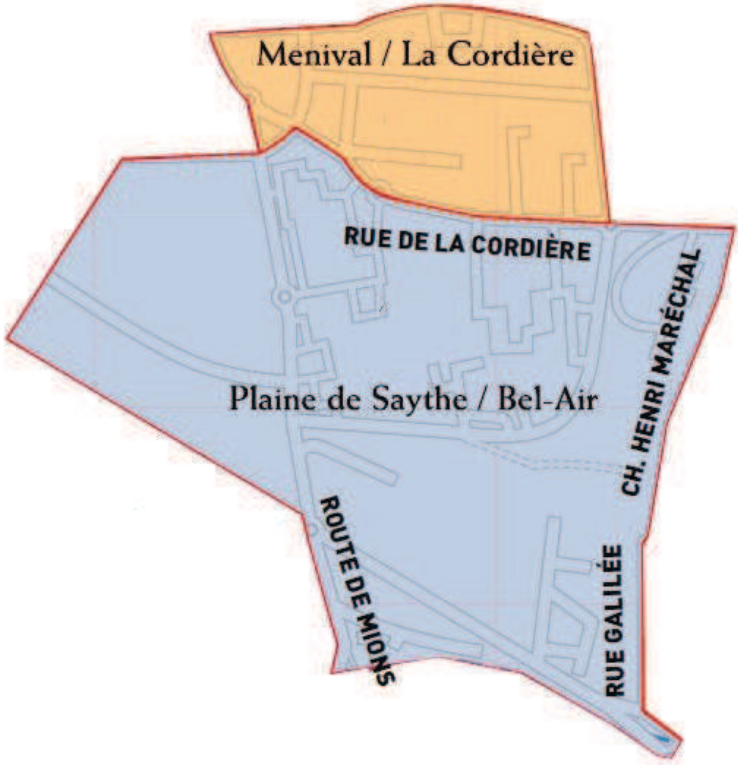 Menival / La Cordière
RUE DE LA CORDIÈRE
CH. HENRI MARÉCHAL
Plaine de Saythe / Bel-Air
ROUTE DE MIONS
RUE GALILÉE